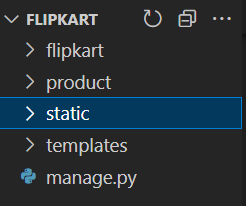 FLIPKART
flipkart
product
static
templates
manage.py